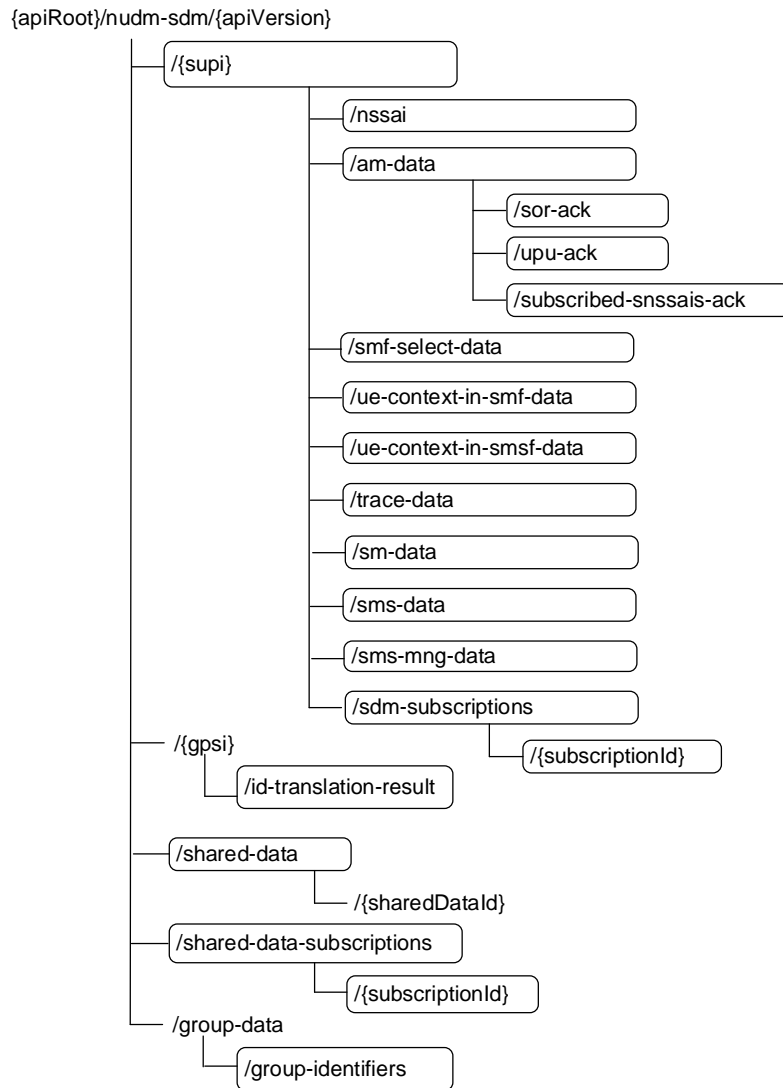 {apiRoot}/nudm-sdm/{apiVersion}
/{supi}
/nssai
/am-data
/sor-ack
/upu-ack
/subscribed-snssais-ack
/smf-select-data
/ue-context-in-smf-data
/ue-context-in-smsf-data
/trace-data
/sm-data
/sms-data
/sms-mng-data
/sdm-subscriptions
/{subscriptionId}
/{gpsi}
/id-translation-result
/shared-data
/{sharedDataId}
/shared-data-subscriptions
/{subscriptionId}
/group-data
/group-identifiers